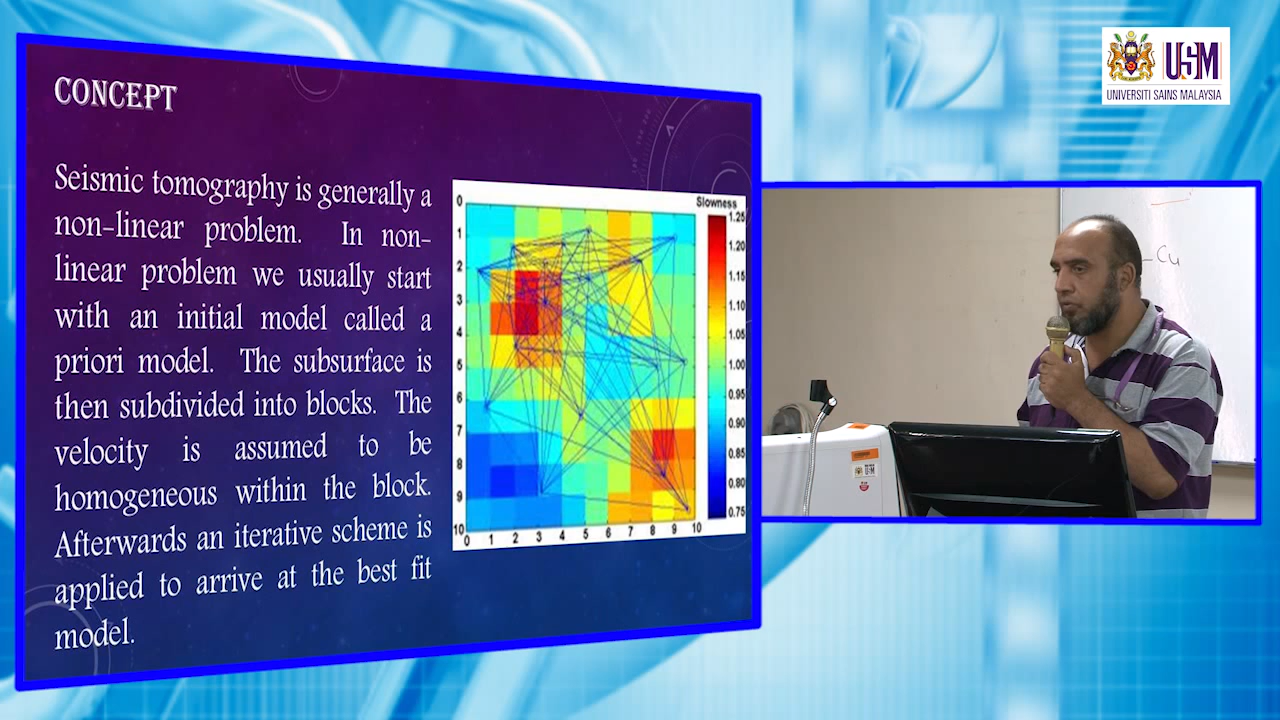 CONCEPT
Seismic tomography is generally a
non-linear problem. In non-
linear problem we usually start
with an initial model called a
priori model. The subsurface is
then subdivided into blocks. The
velocity is assumed to be
homogeneous within the block.
Afterwards an iterative scheme is
applied to arrive at the best fit
model.
Slowness
0
1
2
3
4
5
6
7
8
9
10
0 1 2 3 4 5 6 7 8 9 10
1.25
1.20
1.15
1.10
1.05
1.00
0.95
0.90
0.85
0.80
0.75
USM
UNIVERSITI SAINS MALAYSIA
Cu
USM